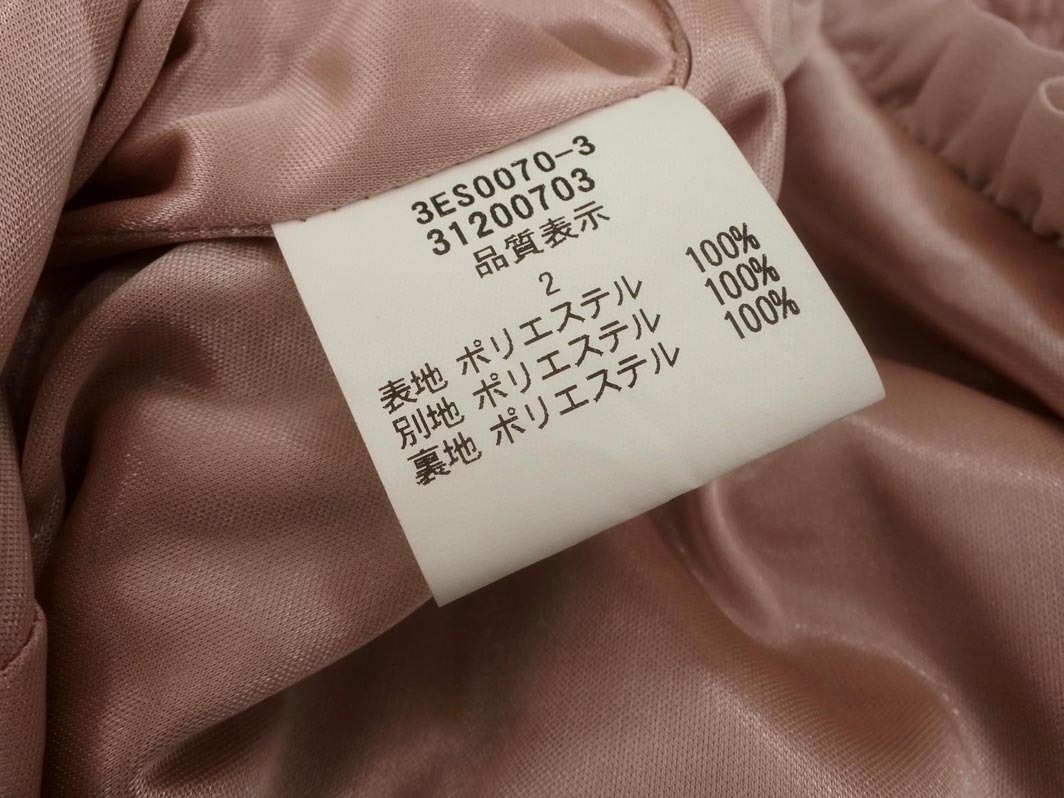 3ES0070-3
31200703
品質表示
2
表地 ポリエステル 100%
別地 ポリエステル 100%
裏地 ポリエステル 100%